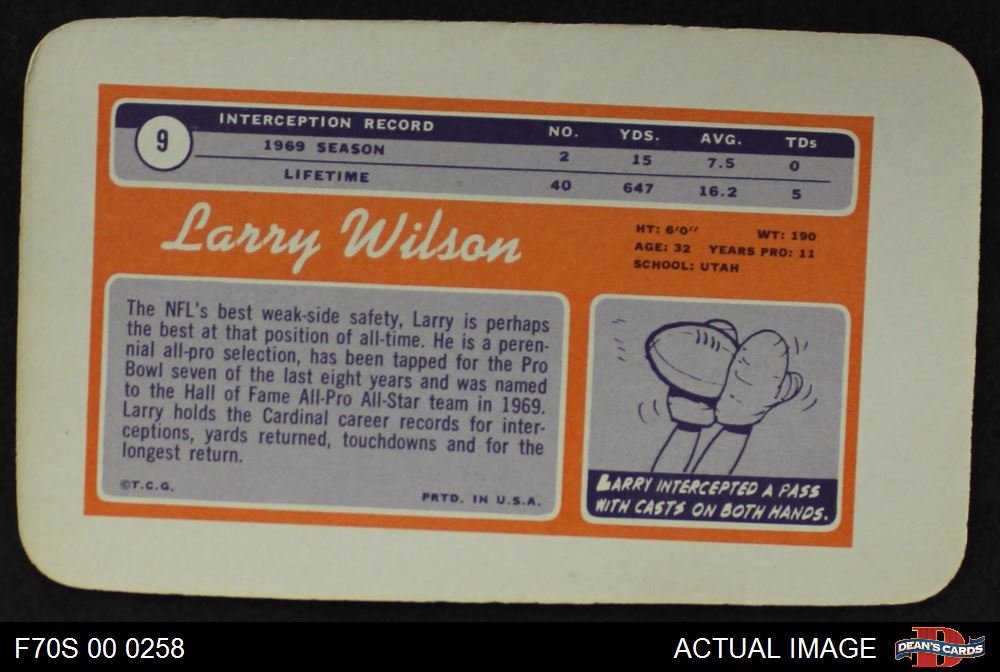 9
INTERCEPTION RECORD NO. YDS. AVG. TDs
1969 SEASON 2 15 7.5 0
LIFETIME 40 647 16.2 5
Larry Wilson
HT: 6'0" WT: 190
AGE: 32 YEARS PRO: 11
SCHOOL: UTAH
The NFL's best weak-side safety, Larry is perhaps
the best at that position of all-time. He is a peren-
nial all-pro selection, has been tapped for the Pro
Bowl seven of the last eight years and was named
to the Hall of Fame All-Pro All-Star team in 1969.
Larry holds the Cardinal career records for inter-
ceptions, yards returned, touchdowns and for the
longest return.
©T.C.G. PRTD. IN U.S.A.
LARRY INTERCEPTED A PASS
WITH CASTS ON BOTH HANDS.
F70S 00 0258 ACTUAL IMAGE
D
DEAN'S CARDS